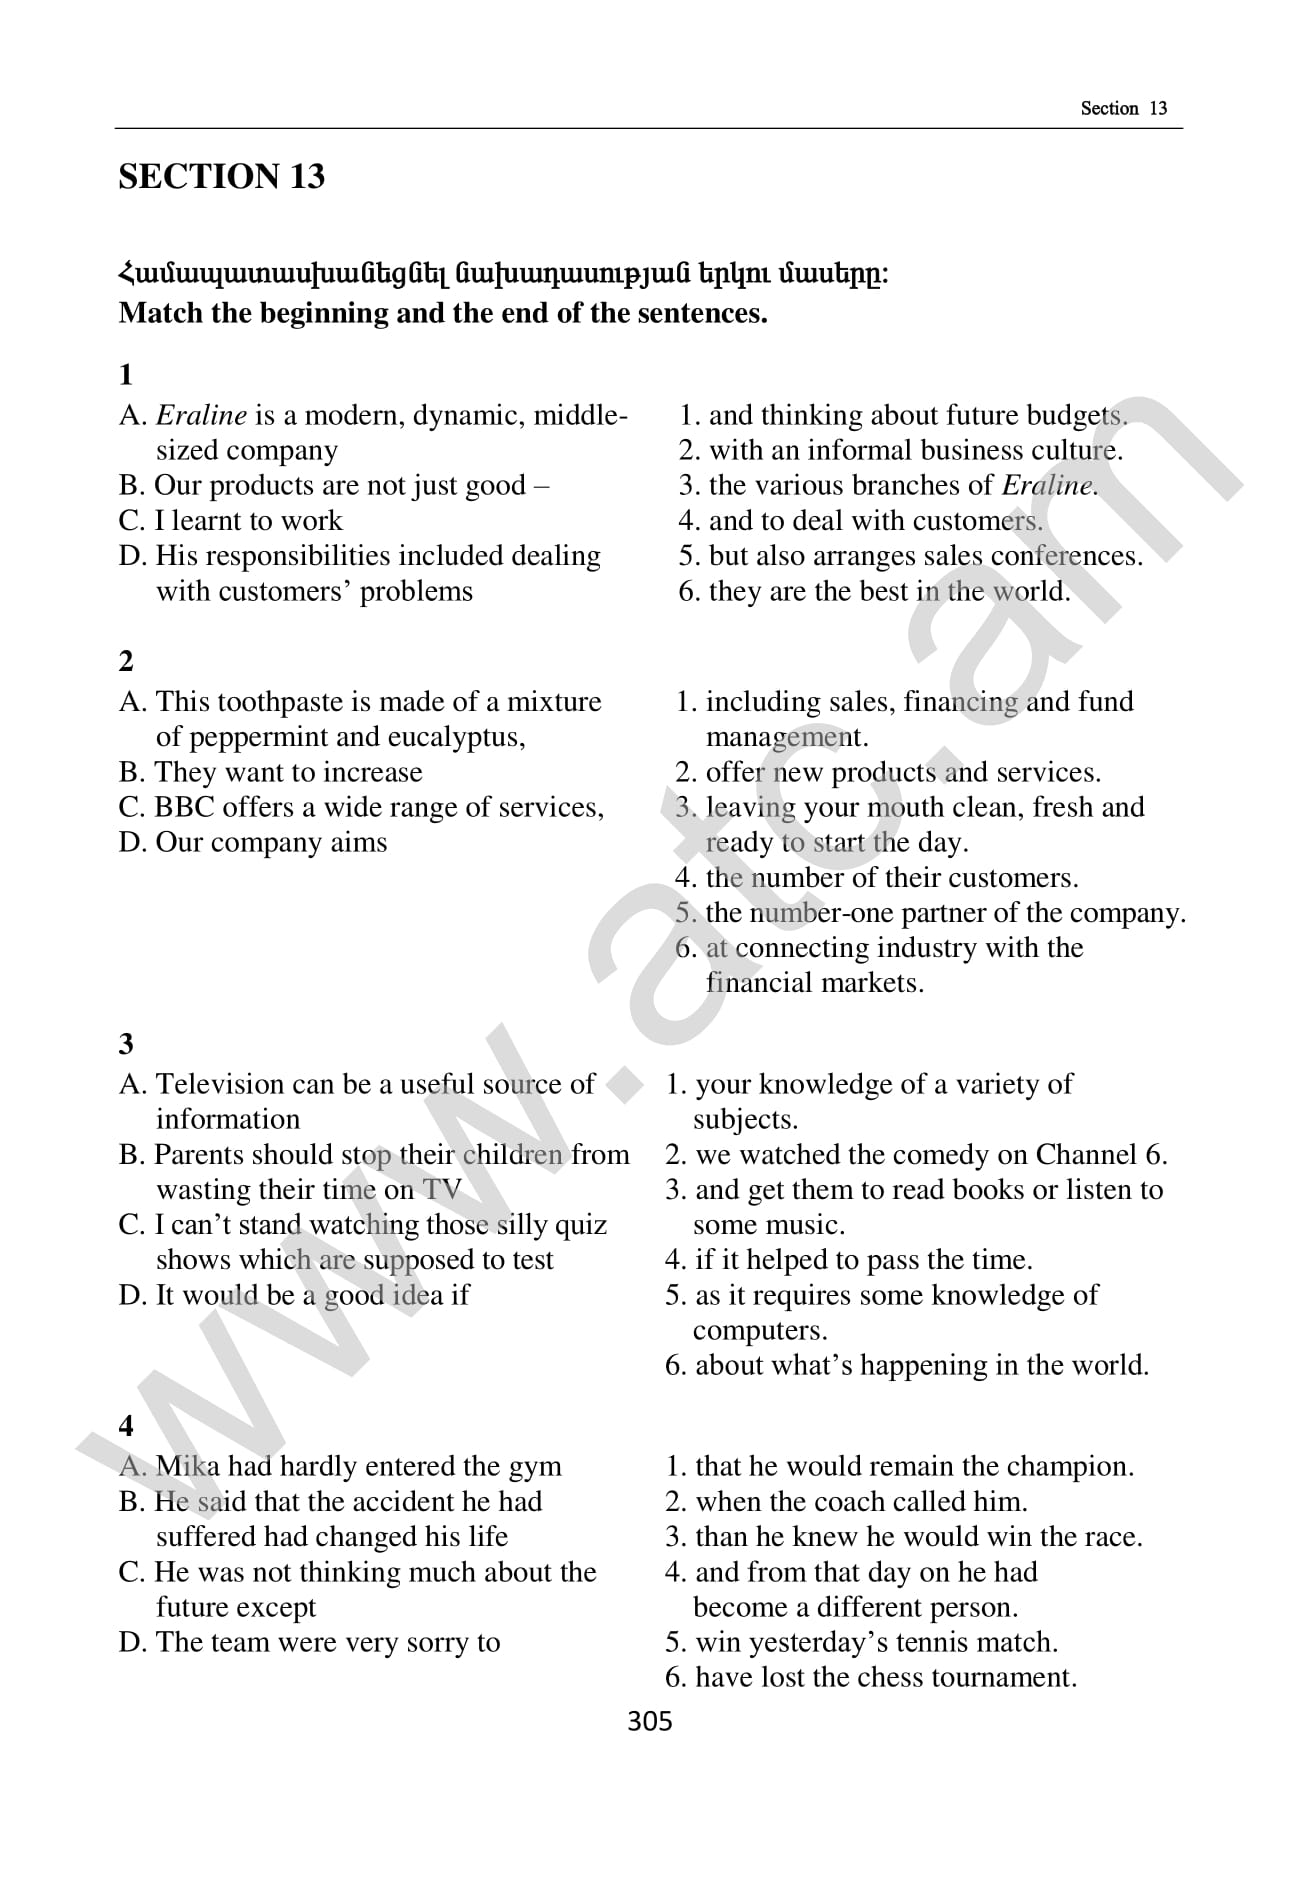 Section 13
SECTION 13
Համապատասխանեցնել նախադասության երկու մասերը:
Match the beginning and the end of the sentences.
1
A. Eraline is a modern, dynamic, middle-
sized company
B. Our products are not just good –
C. I learnt to work
D. His responsibilities included dealing
with customers’ problems
1. and thinking about future budgets.
2. with an informal business culture.
3. the various branches of Eraline.
4. and to deal with customers.
5. but also arranges sales conferences.
6. they are the best in the world.
2
A. This toothpaste is made of a mixture
of peppermint and eucalyptus,
B. They want to increase
C. BBC offers a wide range of services,
D. Our company aims
1. including sales, financing and fund
management.
2. offer new products and services.
3. leaving your mouth clean, fresh and
ready to start the day.
4. the number of their customers.
5. the number-one partner of the company.
6. at connecting industry with the
financial markets.
3
A. Television can be a useful source of
information
B. Parents should stop their children from
wasting their time on TV
C. I can’t stand watching those silly quiz
shows which are supposed to test
D. It would be a good idea if
1. your knowledge of a variety of
subjects.
2. we watched the comedy on Channel 6.
3. and get them to read books or listen to
some music.
4. if it helped to pass the time.
5. as it requires some knowledge of
computers.
6. about what’s happening in the world.
4
A. Mika had hardly entered the gym
B. He said that the accident he had
suffered had changed his life
C. He was not thinking much about the
future except
D. The team were very sorry to
1. that he would remain the champion.
2. when the coach called him.
3. than he knew he would win the race.
4. and from that day on he had
become a different person.
5. win yesterday’s tennis match.
6. have lost the chess tournament.
305
www.atc.am